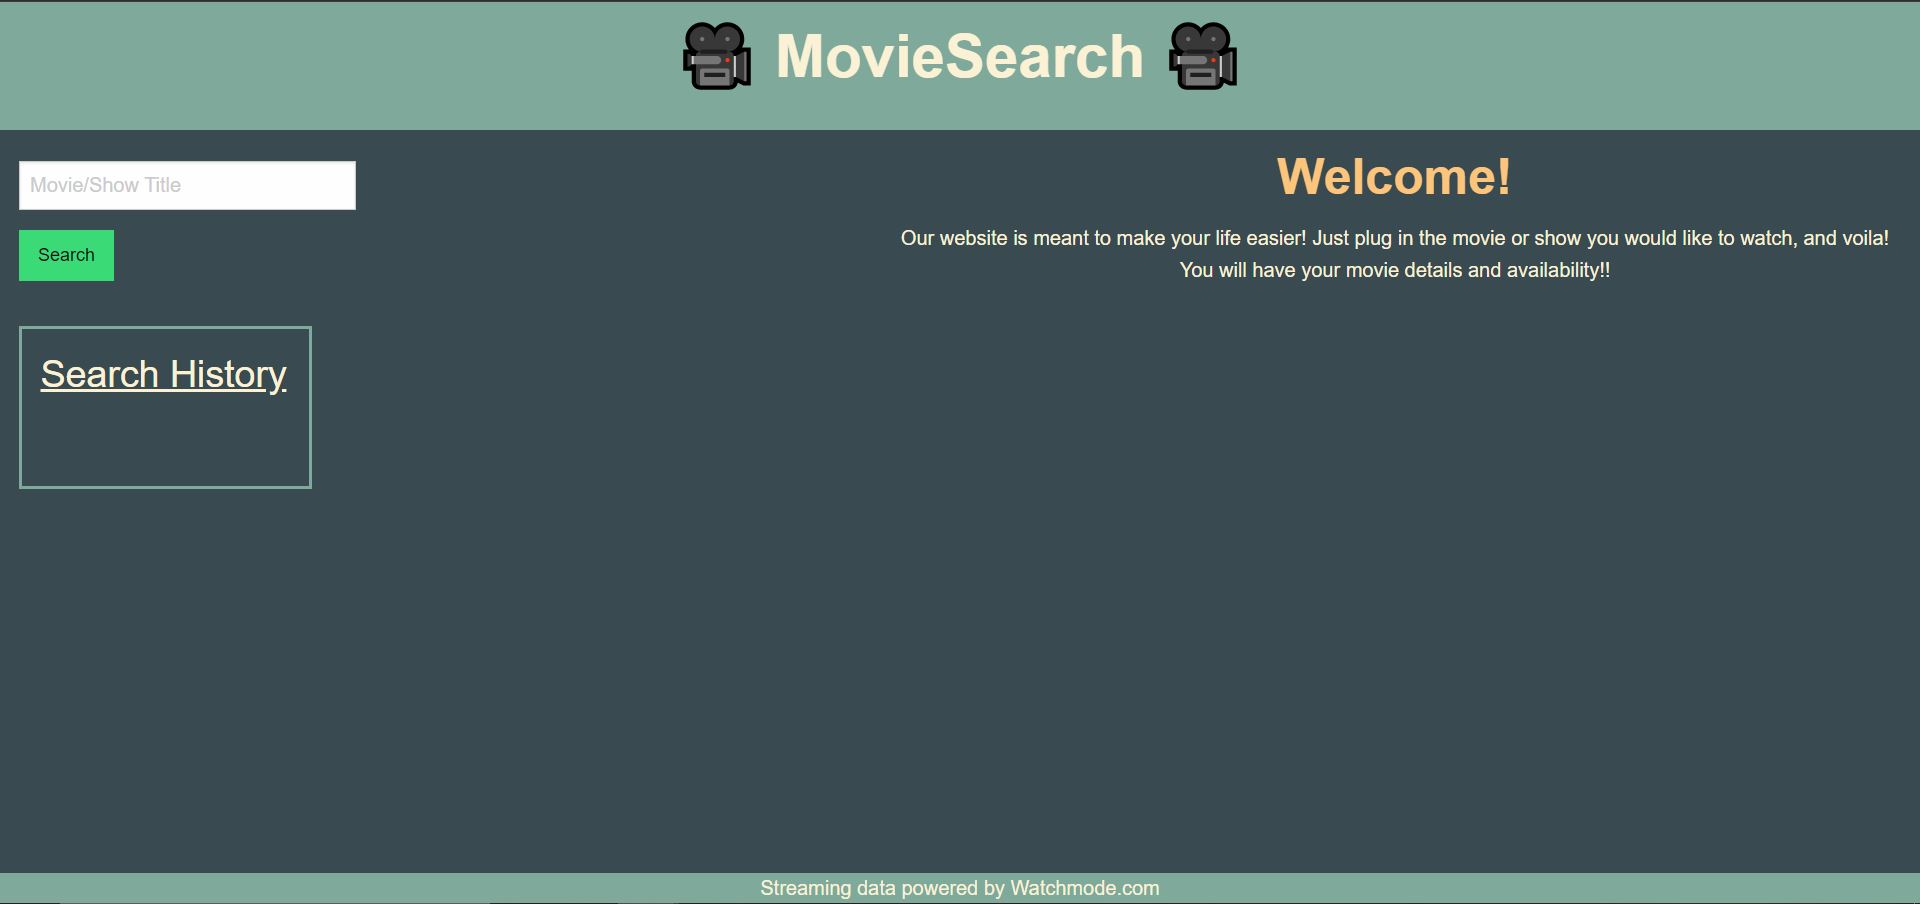 🎥 MovieSearch 🎥
Movie/Show Title
Search
Search History
Welcome!
Our website is meant to make your life easier! Just plug in the movie or show you would like to watch, and voila!
You will have your movie details and availability!!
Streaming data powered by Watchmode.com